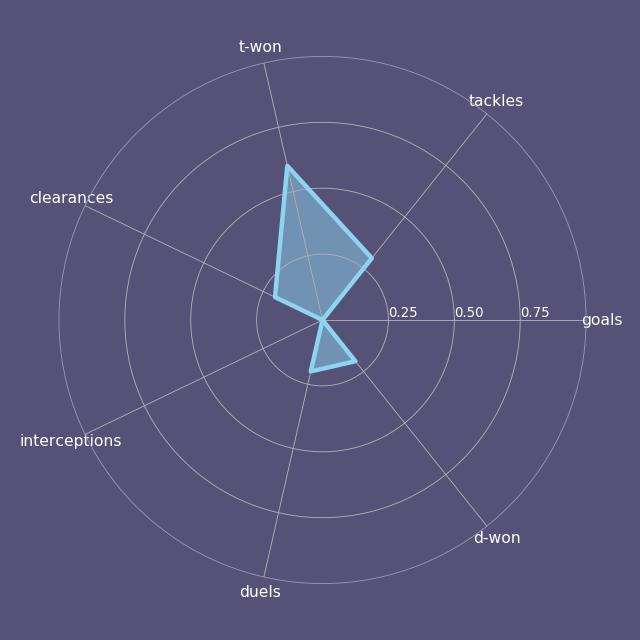 t-won
tackles
clearances
0.25 0.50 0.75
goals
interceptions
d-won
duels